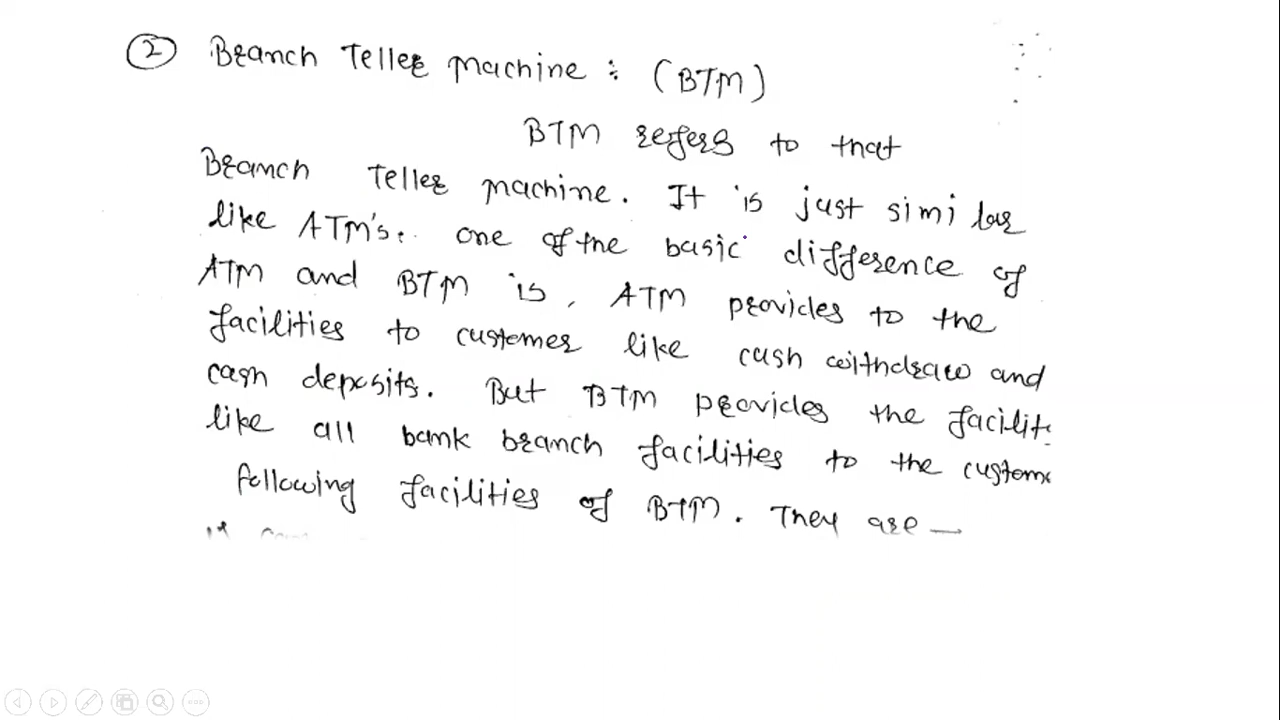 ② Branch Teller machine : (BTM)
BTM refers to that
Branch Teller machine. It is just similar
like ATM's. one of the basic difference of
ATM and BTM is, ATM provides to the
facilities to customer like cash withdraw and
cash deposits. But BTM provides the facilit
like all bank branch facilities to the custome
following facilities of BTM. They are —